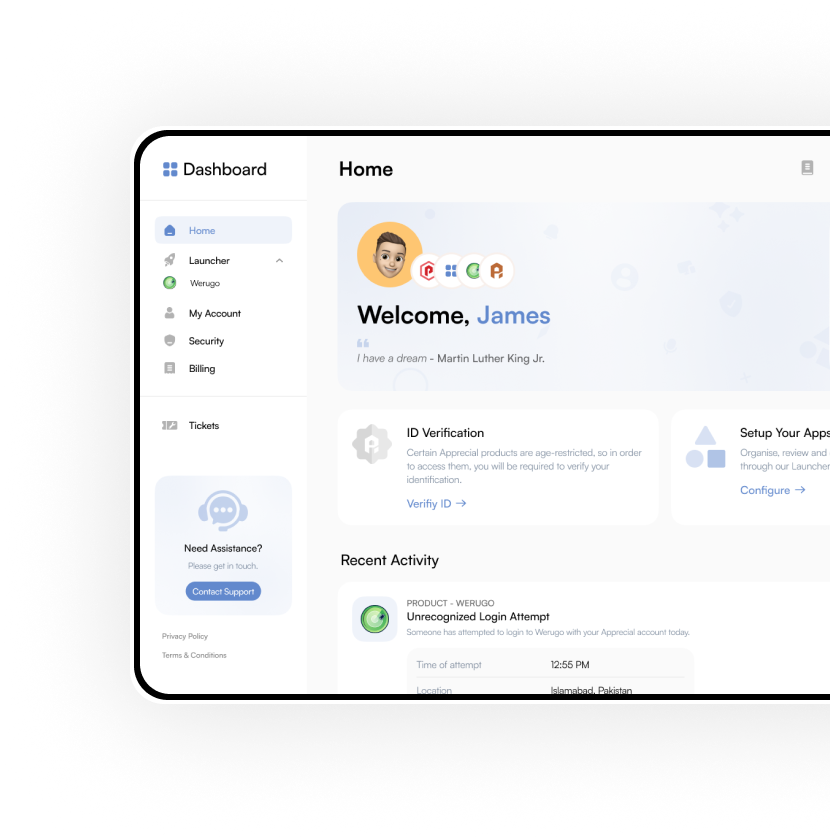 Dashboard
Home
Launcher
Werugo
My Account
Security
Billing
Tickets
Need Assistance?
Please get in touch.
Contact Support
Privacy Policy
Terms & Conditions
Home
Welcome, James
I have a dream - Martin Luther King Jr.
ID Verification
Certain Apprecial products are age-restricted, so in order
to access them, you will be required to verify your
identification.
Verifiy ID →
Setup Your Apps
Organise, review and
through our Launcher
Configure →
Recent Activity
PRODUCT - WERUGO
Unrecognized Login Attempt
Someone has attempted to login to Werugo with your Apprecial account today.
Time of attempt 12:55 PM
Location Islamabad, Pakistan